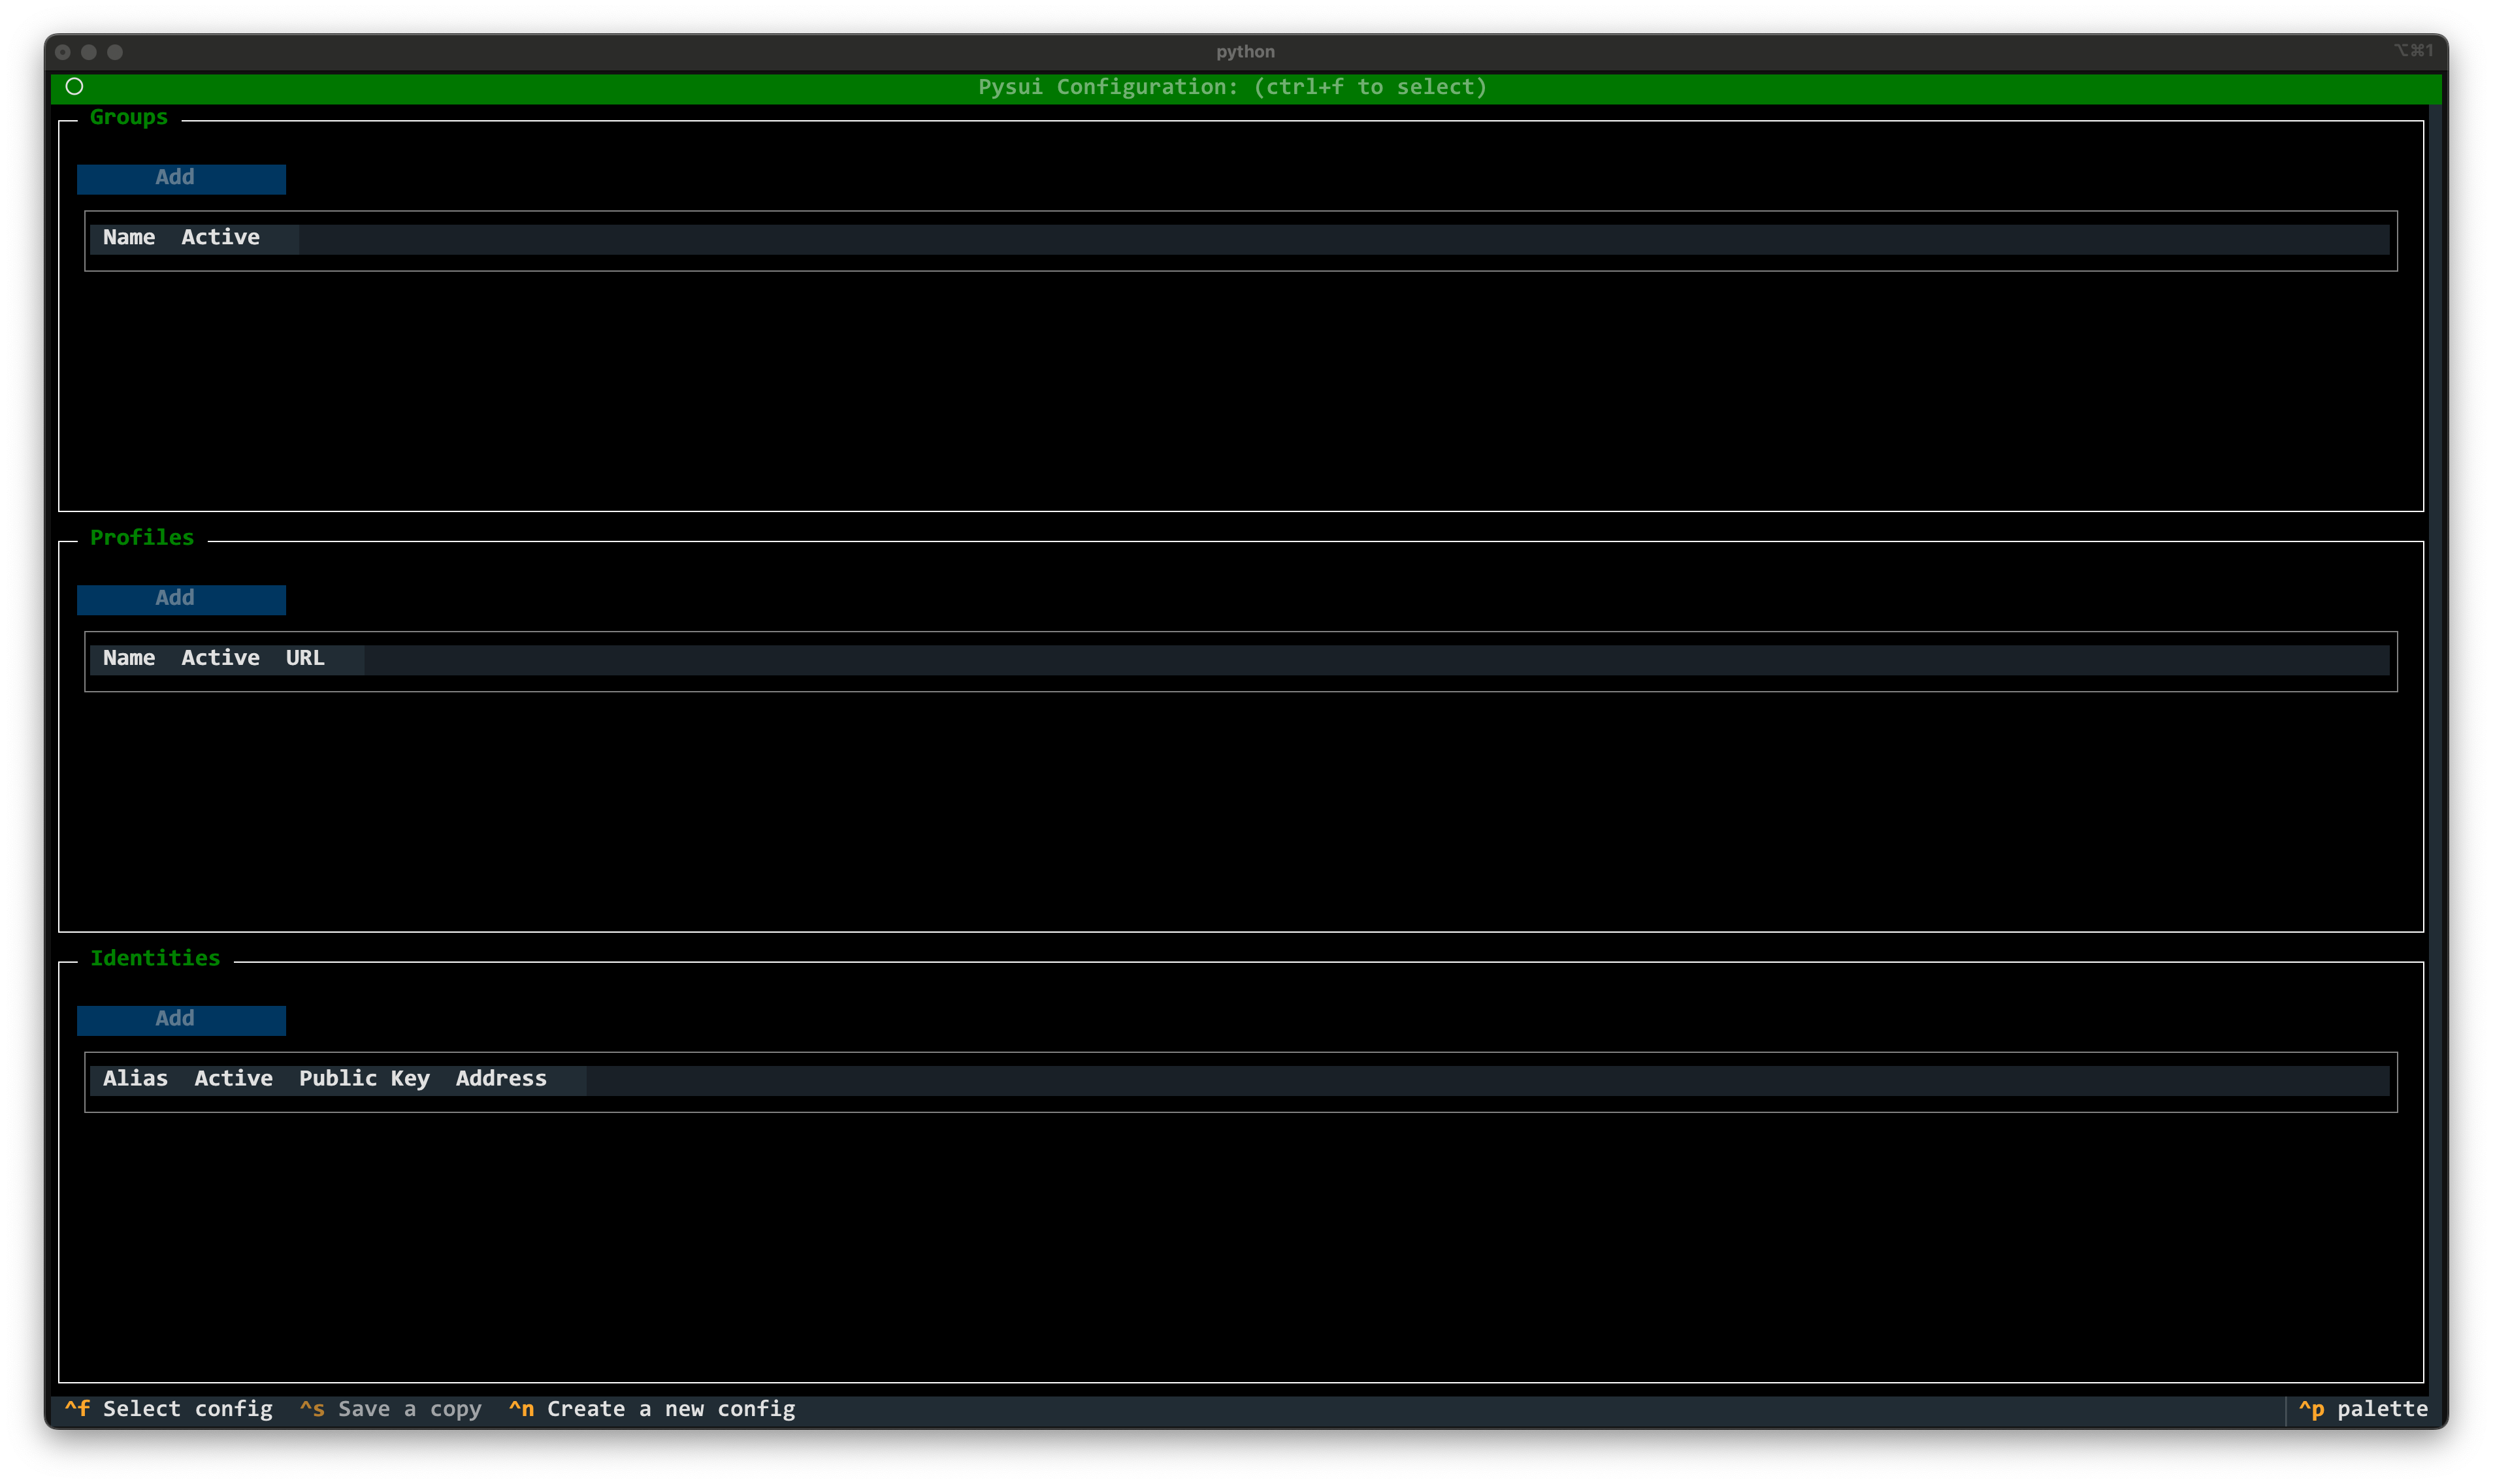 python
⌥⌘1
Pysui Configuration: (ctrl+f to select)
Groups
Add
Name Active
Profiles
Add
Name Active URL
Identities
Add
Alias Active Public Key Address
^f Select config ^s Save a copy ^n Create a new config ^p palette